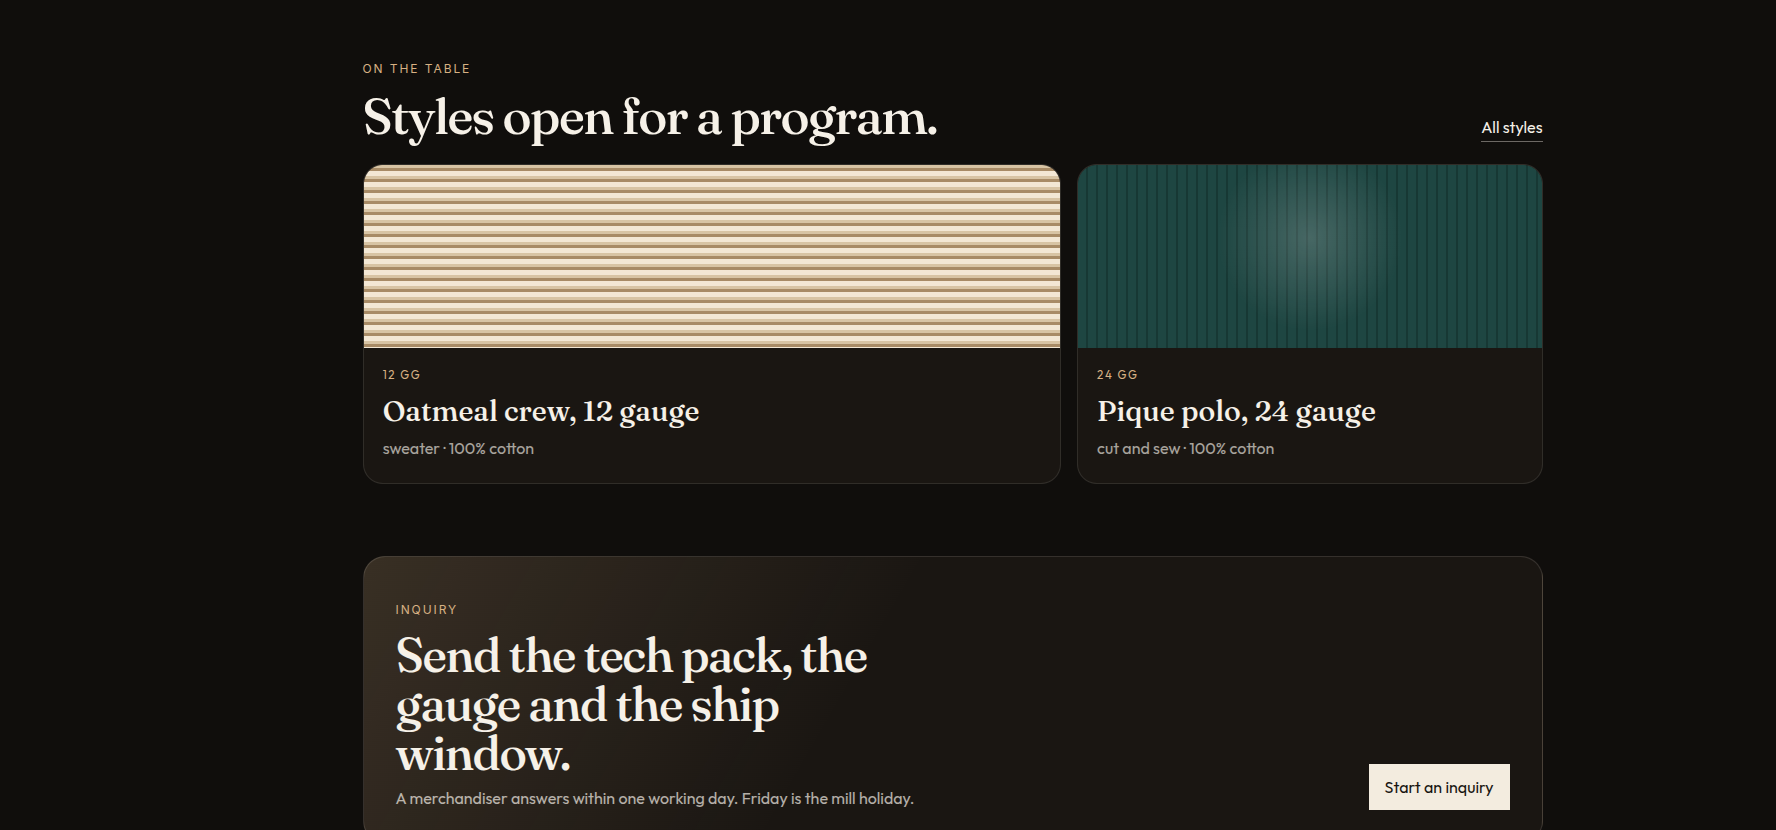 ON THE TABLE
Styles open for a program.
All styles
12 GG
Oatmeal crew, 12 gauge
sweater · 100% cotton
24 GG
Pique polo, 24 gauge
cut and sew · 100% cotton
INQUIRY
Send the tech pack, the
gauge and the ship
window.
A merchandiser answers within one working day. Friday is the mill holiday.
Start an inquiry